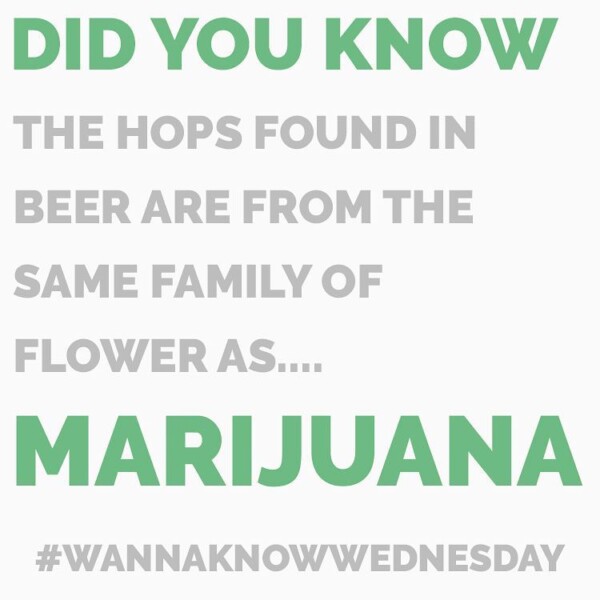 DID YOU KNOW
THE HOPS FOUND IN
BEER ARE FROM THE
SAME FAMILY OF
FLOWER AS....
MARIJUANA
#WANNAKNOWWEDNESDAY